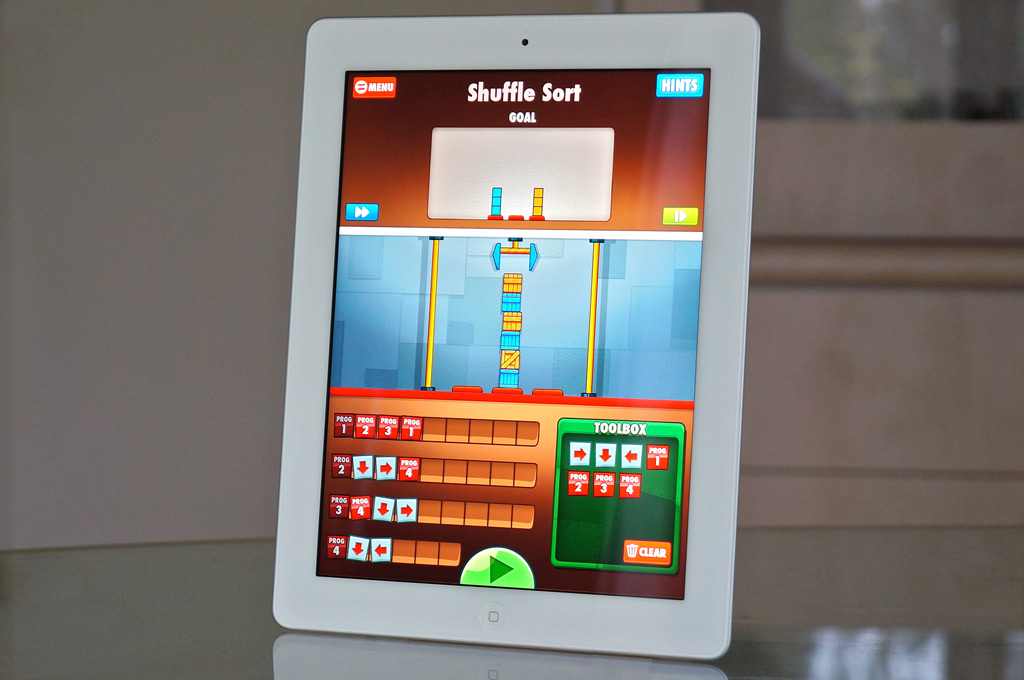 MENU
Shuffle Sort
HINTS
GOAL
PROG 1 PROG 2 PROG 3 PROG 1
PROG 2 PROG 4
PROG 3 PROG 4
PROG 4
TOOLBOX
PROG 1
PROG 2 PROG 3 PROG 4
CLEAR